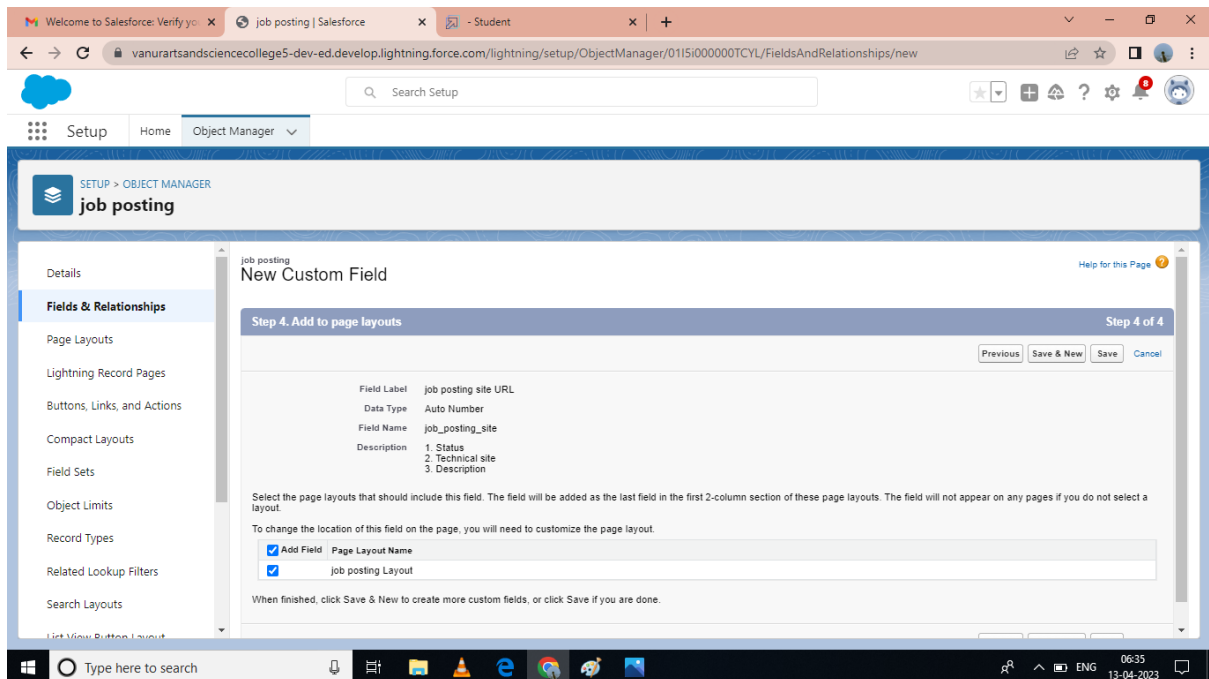 Welcome to Salesforce: Verify yo
job posting | Salesforce
- Student
vanurartsandsciencecollege5-dev-ed.develop.lightning.force.com/lightning/setup/ObjectManager/01I5i000000TCYL/FieldsAndRelationships/new
Search Setup
8
Setup
Home
Object Manager
SETUP > OBJECT MANAGER
job posting
Details
Fields & Relationships
Page Layouts
Lightning Record Pages
Buttons, Links, and Actions
Compact Layouts
Field Sets
Object Limits
Record Types
Related Lookup Filters
Search Layouts
List View Button Layout
job posting
New Custom Field
Help for this Page
Step 4. Add to page layouts
Step 4 of 4
Previous
Save & New
Save
Cancel
Field Label job posting site URL
Data Type Auto Number
Field Name job_posting_site
Description 1. Status
2. Technical site
3. Description
Select the page layouts that should include this field. The field will be added as the last field in the first 2-column section of these page layouts. The field will not appear on any pages if you do not select a
layout.
To change the location of this field on the page, you will need to customize the page layout.
Add Field Page Layout Name
job posting Layout
When finished, click Save & New to create more custom fields, or click Save if you are done.
Type here to search
ENG
06:35
13-04-2023